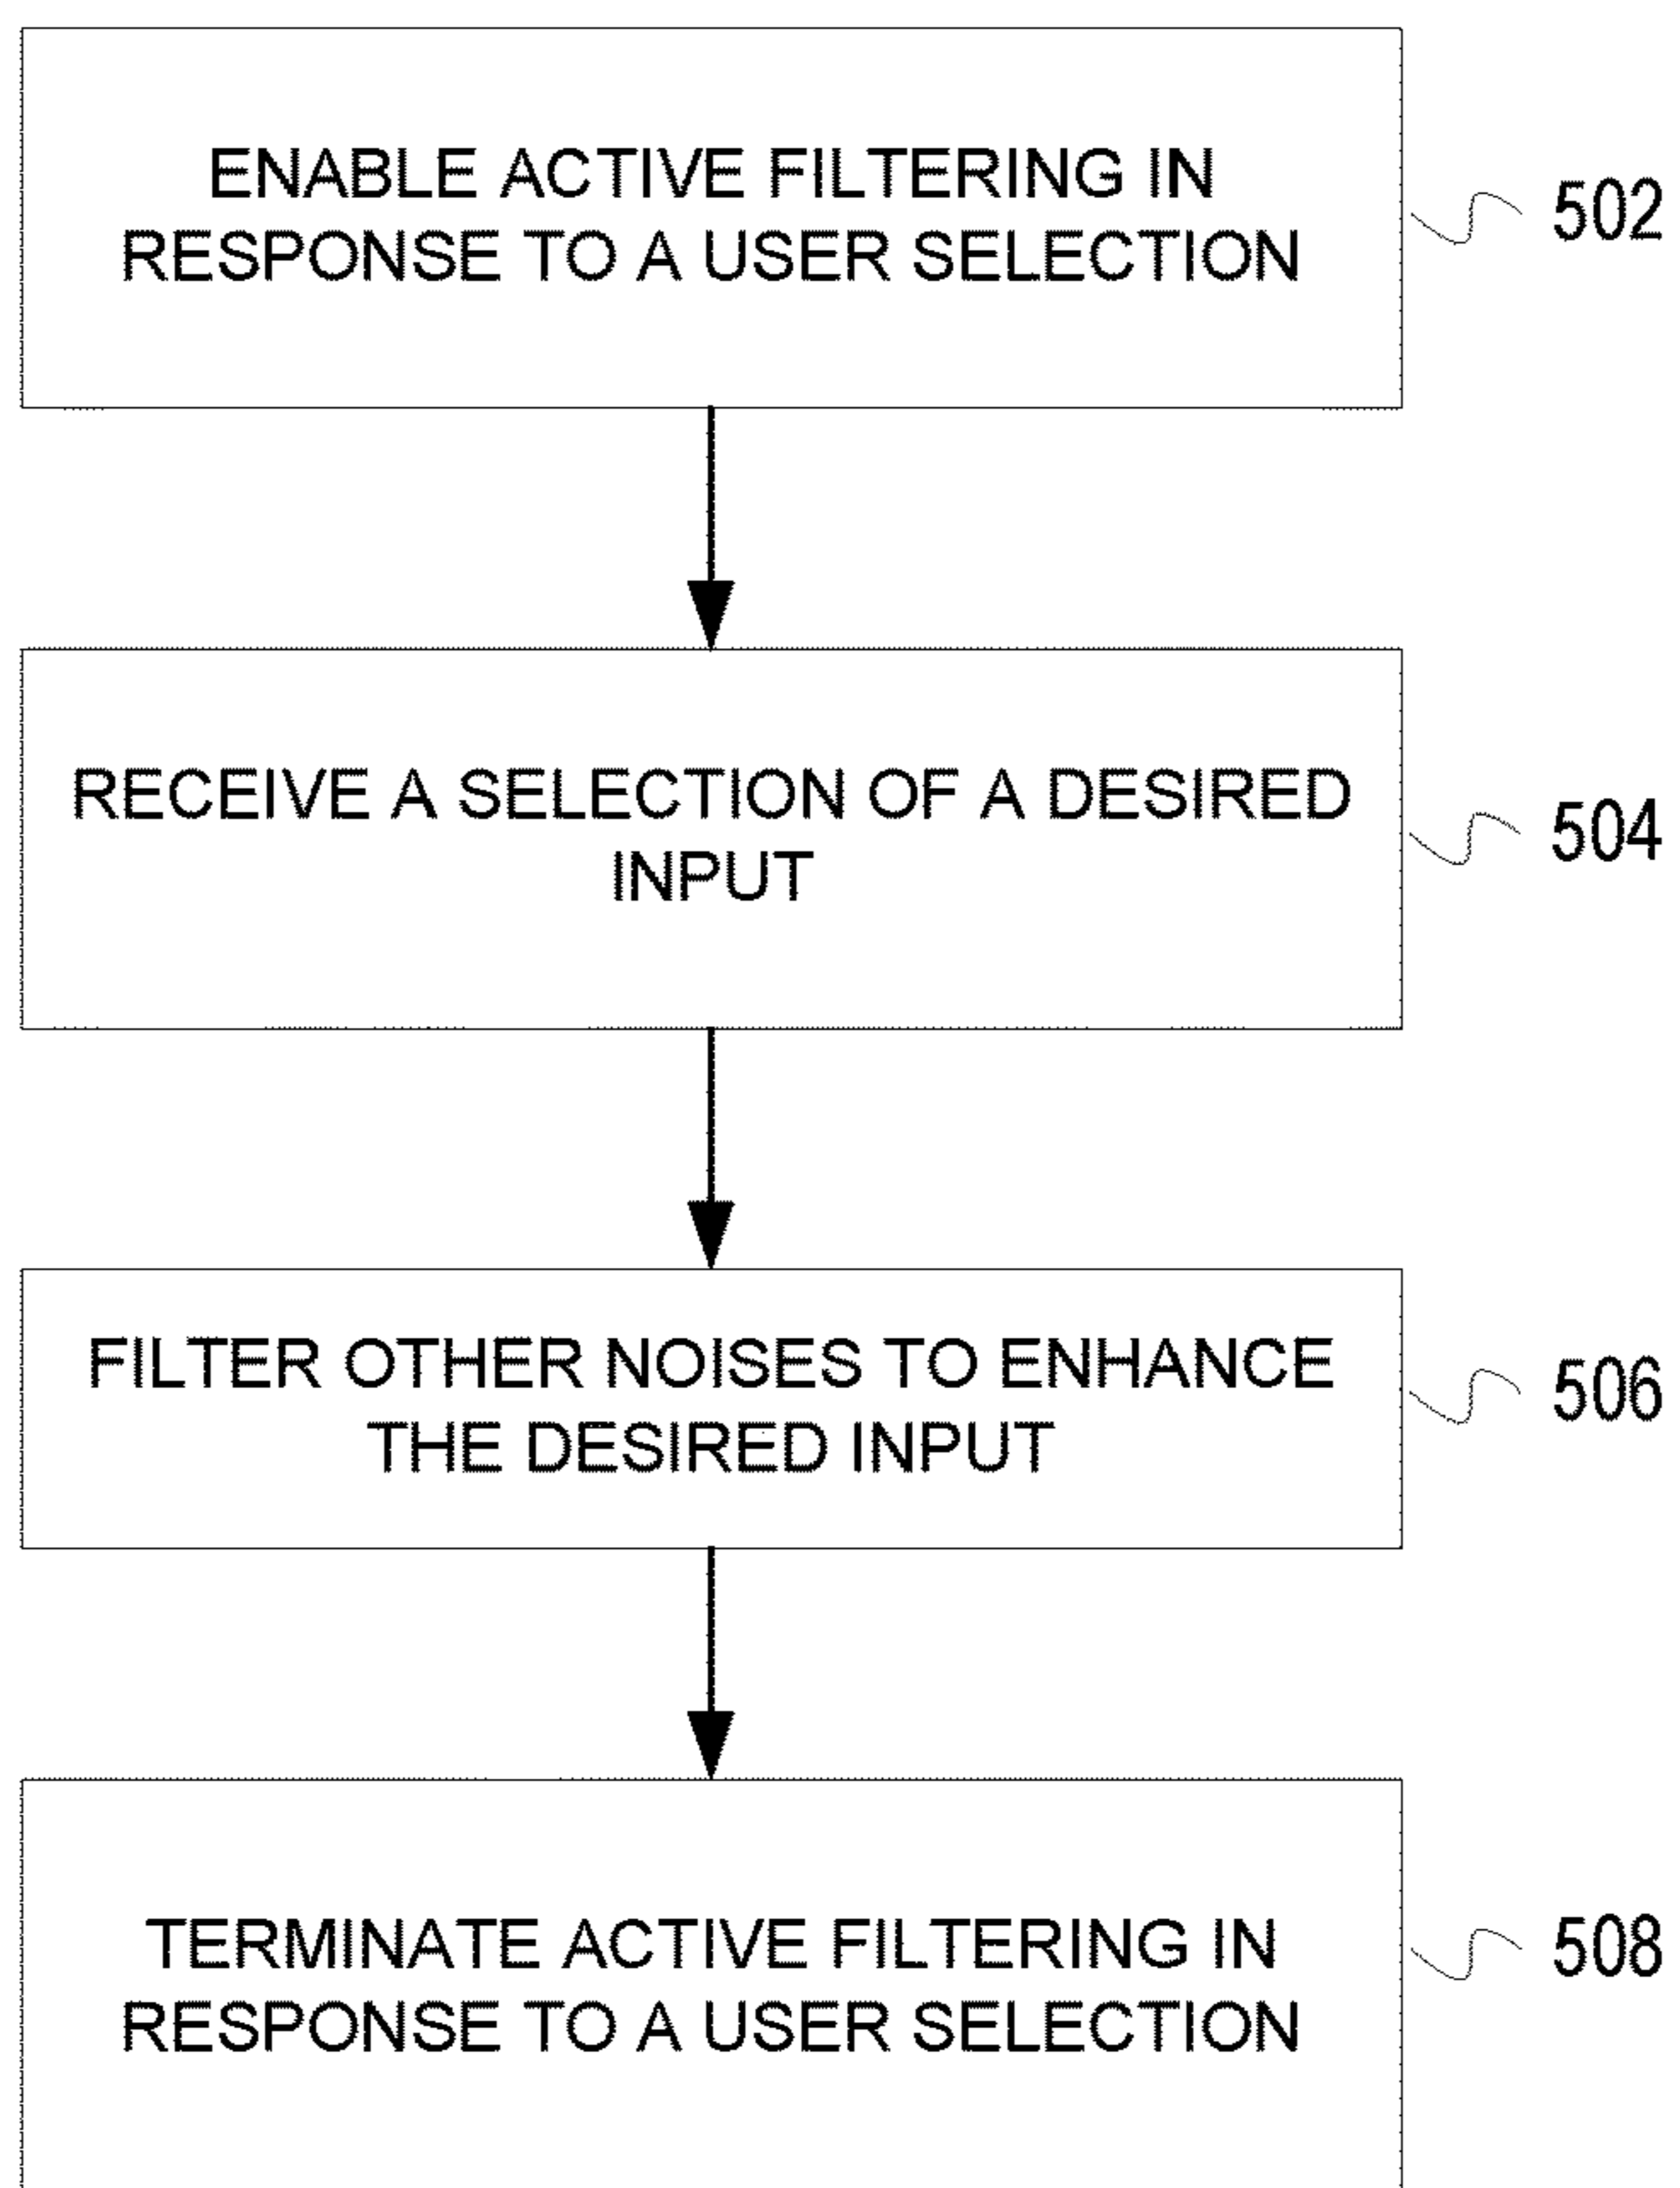 ENABLE ACTIVE FILTERING IN
RESPONSE TO A USER SELECTION
502
RECEIVE A SELECTION OF A DESIRED
INPUT
504
FILTER OTHER NOISES TO ENHANCE
THE DESIRED INPUT
506
TERMINATE ACTIVE FILTERING IN
RESPONSE TO A USER SELECTION
508